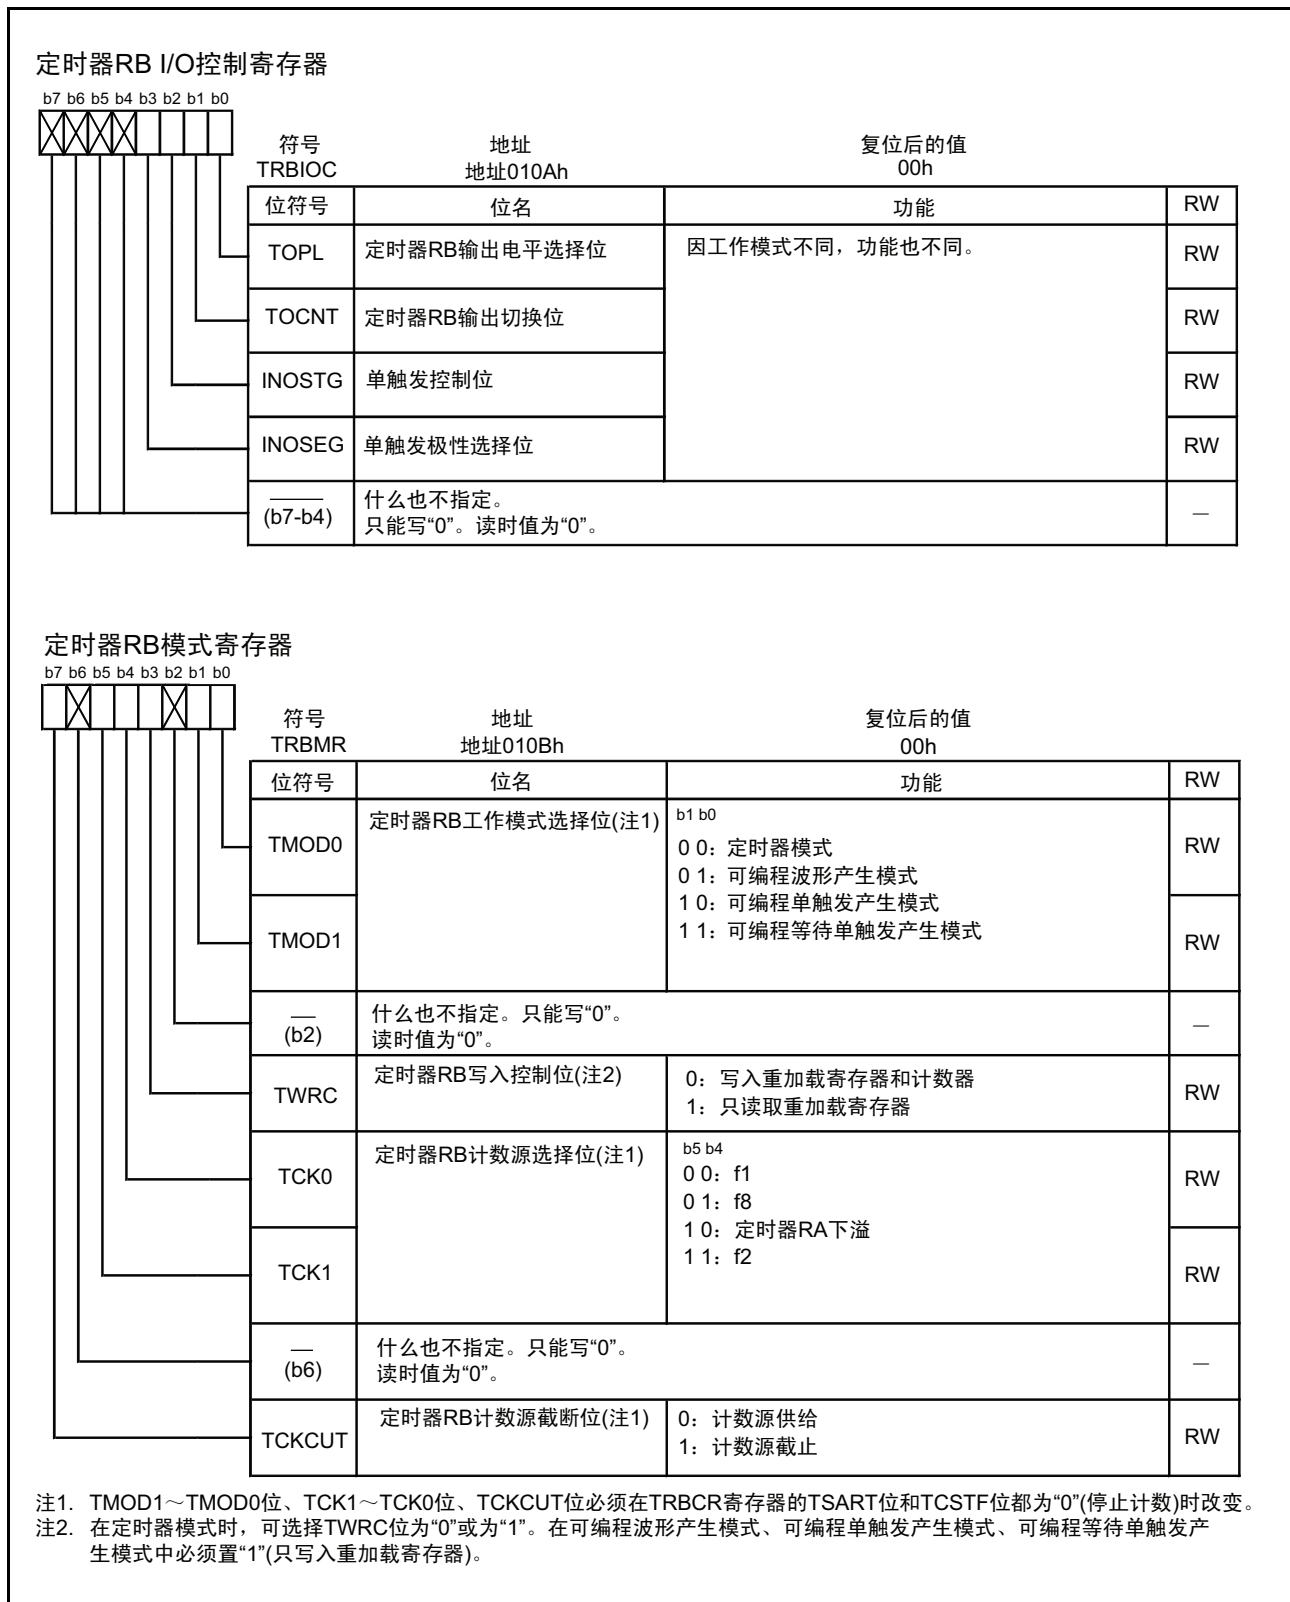 定时器RB I/O控制寄存器
b7 b6 b5 b4 b3 b2 b1 b0
符号 地址 复位后的值
TRBIOC 地址010Ah 00h
位符号 位名 功能 RW
TOPL 定时器RB输出电平选择位 因工作模式不同，功能也不同。 RW
TOCNT 定时器RB输出切换位 RW
INOSTG 单触发控制位 RW
INOSEG 单触发极性选择位 RW
— (b7-b4) 什么也不指定。
只能写“0”。读时值为“0”。 —
定时器RB模式寄存器
b7 b6 b5 b4 b3 b2 b1 b0
符号 地址 复位后的值
TRBMR 地址010Bh 00h
位符号 位名 功能 RW
TMOD0 定时器RB工作模式选择位(注1) b1 b0 RW
0 0：定时器模式
0 1：可编程波形产生模式
1 0：可编程单触发产生模式
1 1：可编程等待单触发产生模式
TMOD1 RW
— (b2) 什么也不指定。只能写“0”。
读时值为“0”。 —
TWRC 定时器RB写入控制位(注2) 0：写入重加载寄存器和计数器 RW
1：只读取重加载寄存器
TCK0 定时器RB计数源选择位(注1) b5 b4 RW
0 0：f1
0 1：f8
1 0：定时器RA下溢
1 1：f2
TCK1 RW
— (b6) 什么也不指定。只能写“0”。
读时值为“0”。 —
TCKCUT 定时器RB计数源截断位(注1) 0：计数源供给 RW
1：计数源截止
注1. TMOD1～TMOD0位、TCK1～TCK0位、TCKCUT位必须在TRBCR寄存器的TSART位和TCSTF位都为“0”(停止计数)时改变。
注2. 在定时器模式时，可选择TWRC位为“0”或为“1”。在可编程波形产生模式、可编程单触发产生模式、可编程等待单触发产
生模式中必须置“1”(只写入重加载寄存器)。